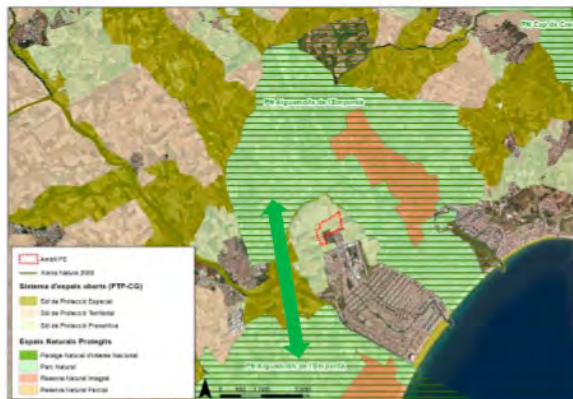 PN Cap de Creus
PN Aiguamolls de l'Empordà
Àmbit PE
Xarxa Natura 2000
Sistema d'espais oberts (PTP-CG)
Sòl de Protecció Especial
Sòl de Protecció Territorial
Sòl de Protecció Preventiva
Espais Naturals Protegits
Paratge Natural d'Interès Nacional
Parc Natural
Reserva Natural Integral
Reserva Natural Parcial
PN Aiguamolls de l'Empordà
0